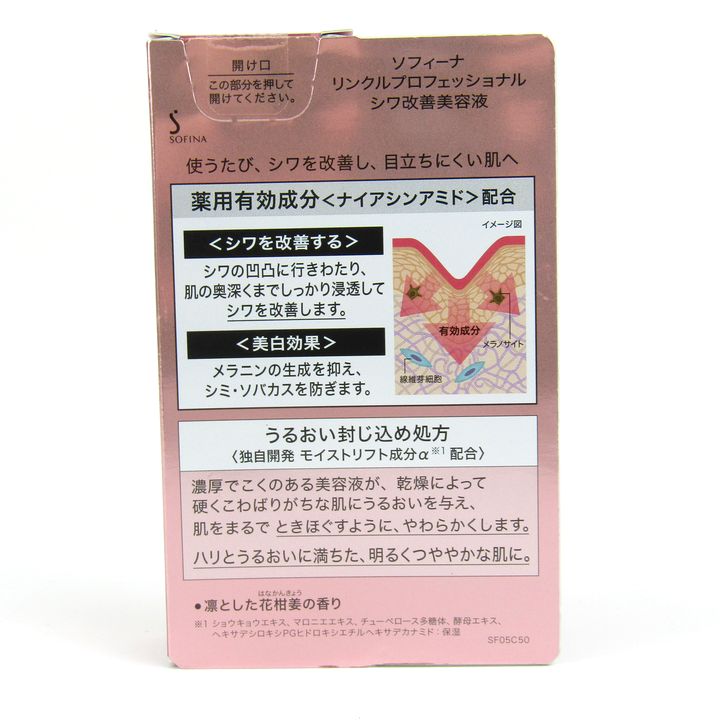 開け口
この部分を押して
開けてください。
ソフィーナ
リンクルプロフェッショナル
シワ改善美容液
SOFINA
使うたび、シワを改善し、目立ちにくい肌へ
薬用有効成分<ナイアシンアミド>配合
<シワを改善する>
シワの凹凸に行きわたり、
肌の奥深くまでしっかり浸透して
シワを改善します。
<美白効果>
メラニンの生成を抑え、
シミ・ソバカスを防ぎます。
イメージ図
有効成分
メラノサイト
線維芽細胞
うるおい封じ込め処方
〈独自開発 モイストリフト成分α※1配合〉
濃厚でこくのある美容液が、乾燥によって
硬くこわばりがちな肌にうるおいを与え、
肌をまるで ときほぐすように、やわらかくします。
ハリとうるおいに満ちた、明るくつややかな肌に。
はなかんきょう
●凛とした花柑姜の香り
※1 ショウキョウエキス、マロニエエキス、チューベロース多糖体、酵母エキス、
ヘキサデシロキシPGヒドロキシエチルヘキサデカナミド：保湿
SF05C50